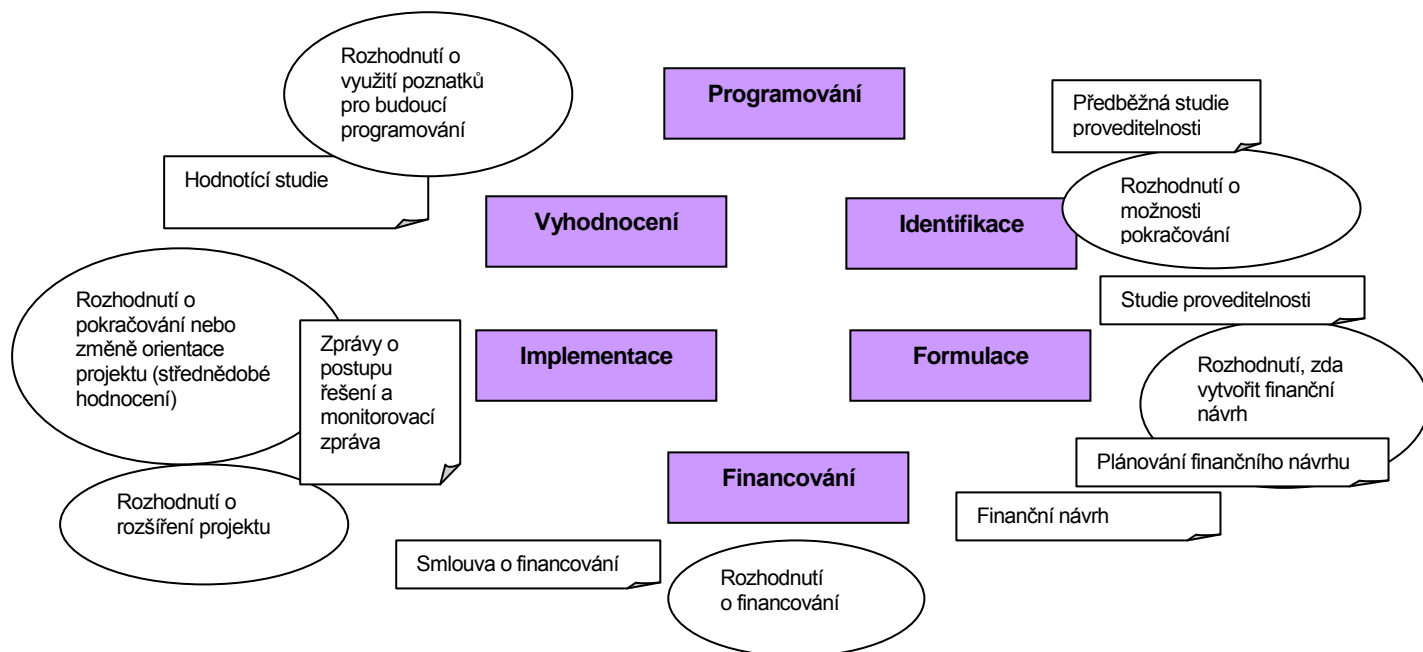 Rozhodnutí o
využití poznatků
pro budoucí
programování
Programování
Předběžná studie
proveditelnosti
Hodnotící studie
Rozhodnutí o
možnosti
pokračování
Vyhodnocení
Identifikace
Rozhodnutí o
pokračování nebo
změně orientace
projektu (střednědobé
hodnocení)
Studie proveditelnosti
Zprávy o
postupu
řešení a
monitorovací
zpráva
Implementace
Formulace
Rozhodnutí, zda
vytvořit finanční
návrh
Plánování finančního návrhu
Financování
Rozhodnutí o
rozšíření projektu
Finanční návrh
Smlouva o financování
Rozhodnutí
o financování